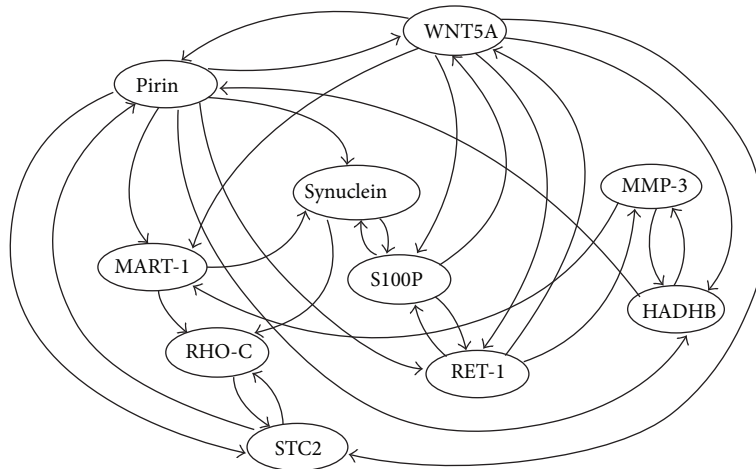 WNT5A
Pirin
Synuclein
MMP-3
MART-1
S100P
HADHB
RHO-C
RET-1
STC2